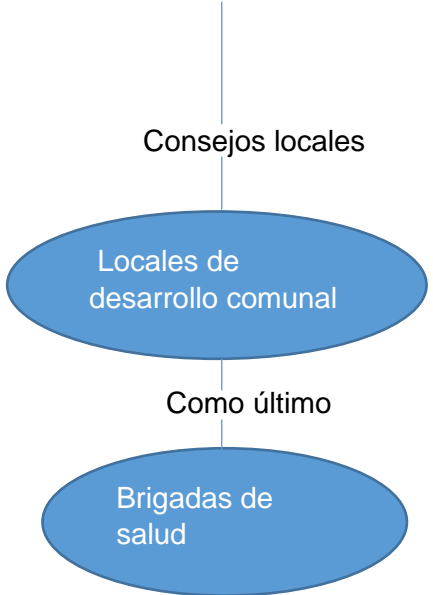 Consejos locales
Locales de
desarrollo comunal
Como último
Brigadas de
salud